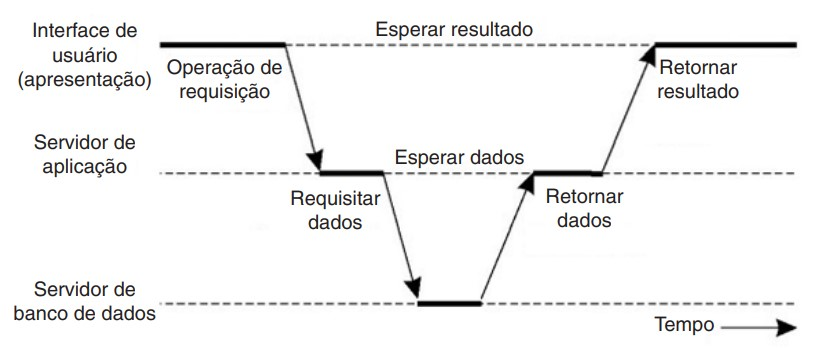 Interface de
usuário
(apresentação)
Esperar resultado
Operação de
requisição
Retornar
resultado
Servidor de
aplicação
Esperar dados
Requisitar
dados
Retornar
dados
Servidor de
banco de dados
Tempo